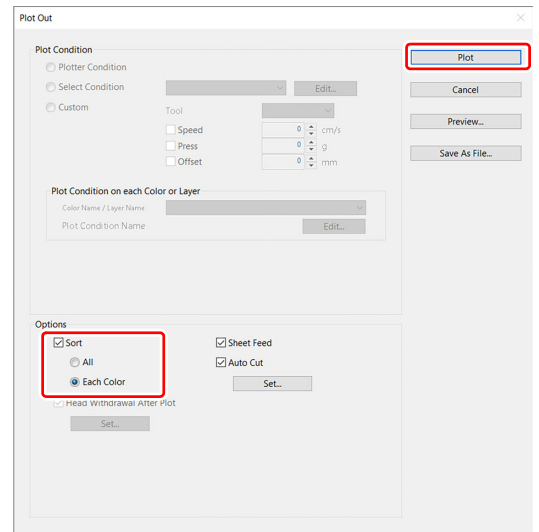 Plot Out
Plot Condition
Plotter Condition
Select Condition
Edit...
Custom
Tool
Speed
0
cm/s
Press
0
g
Offset
0
mm
Plot Condition on each Color or Layer
Color Name / Layer Name
Plot Condition Name
Edit...
Plot
Cancel
Preview...
Save As File...
Options
Sort
All
Each Color
Head Withdrawal After Plot
Set...
Sheet Feed
Auto Cut
Set...